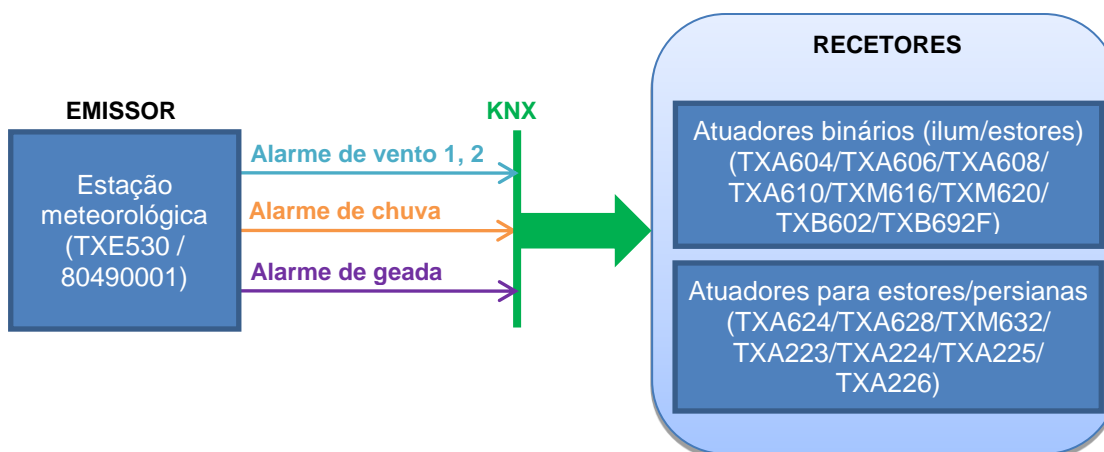 EMISSOR
Estação
meteorológica
(TXE530 /
80490001)
Alarme de vento 1, 2
Alarme de chuva
Alarme de geada
KNX
RECETORES
Atuadores binários (ilum/estores)
(TXA604/TXA606/TXA608/
TXA610/TXM616/TXM620/
TXB602/TXB692F)
Atuadores para estores/persianas
(TXA624/TXA628/TXM632/
TXA223/TXA224/TXA225/
TXA226)